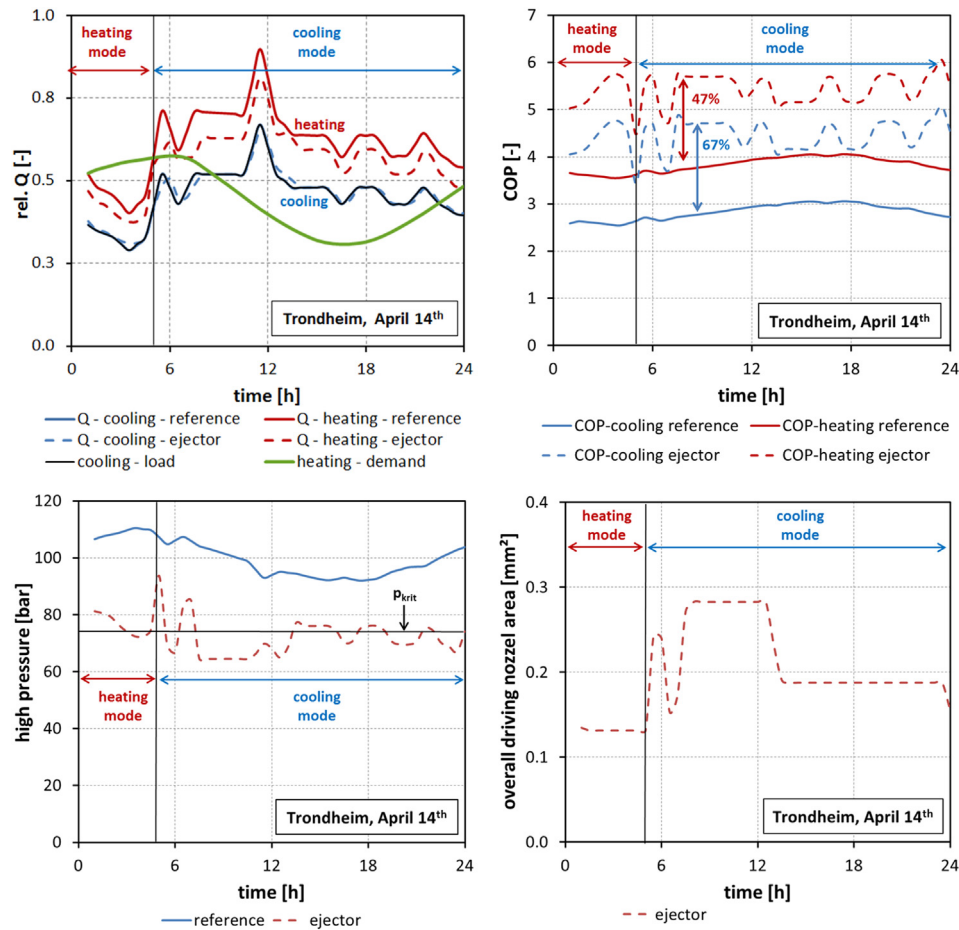 1.0
0.8
0.5
0.3
0.0
rel. Q [-]
heating
mode
cooling
mode
heating
cooling
Trondheim, April 14th
0 6 12 18 24
time [h]
Q - cooling - reference Q - heating - reference
Q - cooling - ejector Q - heating - ejector
cooling - load heating - demand
7
6
5
4
3
2
1
0
COP [-]
heating
mode
cooling
mode
47%
67%
Trondheim, April 14th
0 6 12 18 24
time [h]
COP-cooling reference COP-heating reference
COP-cooling ejector COP-heating ejector
120
100
80
60
40
20
0
high pressure [bar]
pkrit
heating
mode
cooling
mode
Trondheim, April 14th
0 6 12 18 24
time [h]
reference ejector
0.4
0.3
0.2
0.1
0.0
overall driving nozzel area [mm²]
heating
mode
cooling
mode
Trondheim, April 14th
0 6 12 18 24
time [h]
ejector